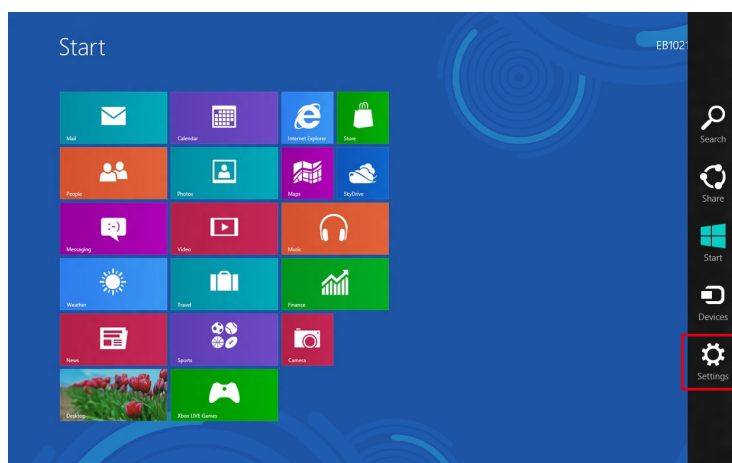 Start
EB1021
Mail
Calendar
Internet Explorer
Store
People
Photos
Maps
SkyDrive
Messaging
Video
Music
Weather
Travel
Finance
News
Sports
Camera
Desktop
Xbox LIVE Games
Search
Share
Start
Devices
Settings